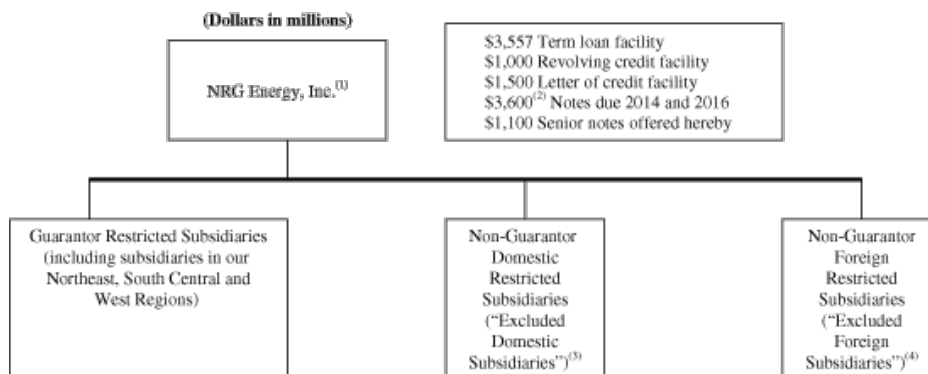 (Dollars in millions)
NRG Energy, Inc.(1)
$3,557 Term loan facility
$1,000 Revolving credit facility
$1,500 Letter of credit facility
$3,600(2) Notes due 2014 and 2016
$1,100 Senior notes offered hereby
Guarantor Restricted Subsidiaries
(including subsidiaries in our
Northeast, South Central and
West Regions)
Non-Guarantor
Domestic
Restricted
Subsidiaries
(“Excluded
Domestic
Subsidiaries”)(3)
Non-Guarantor
Foreign
Restricted
Subsidiaries
(“Excluded
Foreign
Subsidiaries”)(4)